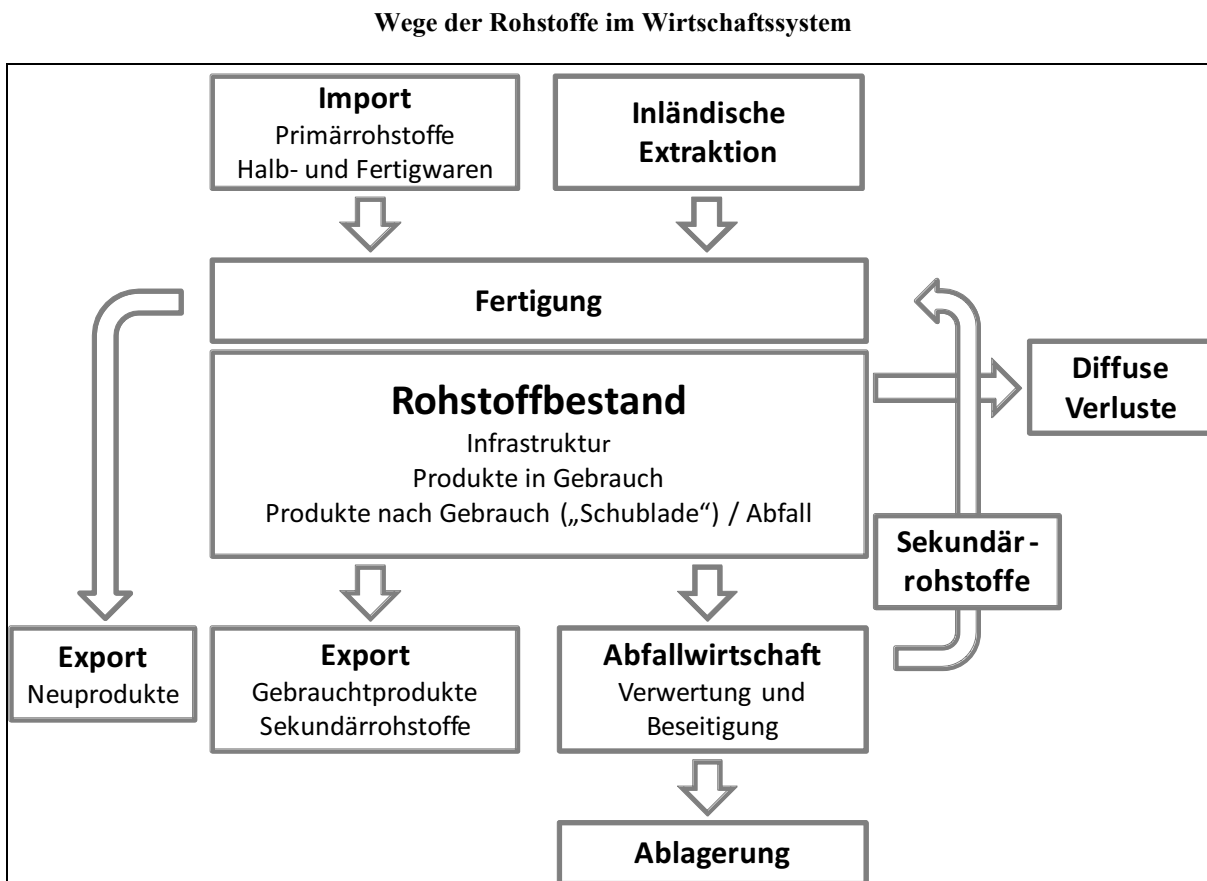 Wege der Rohstoffe im Wirtschaftssystem
Import
Primärrohstoffe
Halb- und Fertigwaren
Inländische
Extraktion
Fertigung
Rohstoffbestand
Infrastruktur
Produkte in Gebrauch
Produkte nach Gebrauch („Schublade“) / Abfall
Diffuse
Verluste
Sekundär-
rohstoffe
Export
Neuprodukte
Export
Gebrauchtprodukte
Sekundärrohstoffe
Abfallwirtschaft
Verwertung und
Beseitigung
Ablagerung